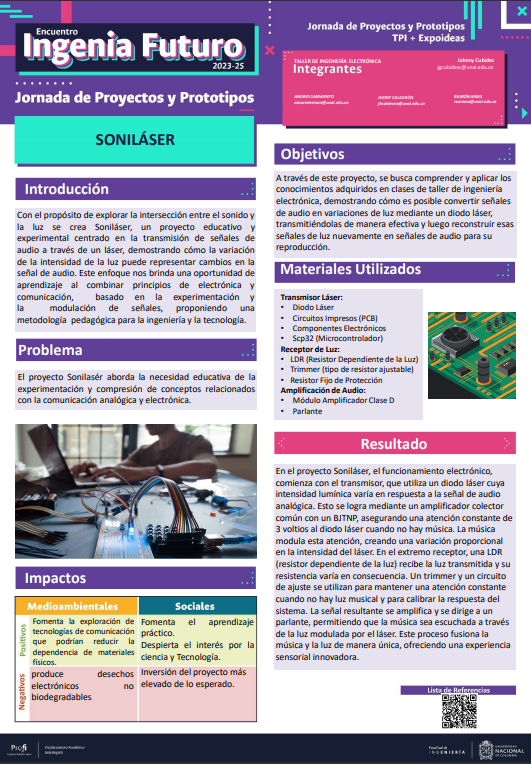 Encuentro
Ingenia Futuro
2023-2S
Jornada de Proyectos y Prototipos
Jornada de Proyectos y Prototipos
TPI + Expoideas
TALLER DE INGENIERÍA ELECTRÓNICA
Integrantes
Johnny Cubides
jgcubidesc@unal.edu.co
ANDRES SARMIENTO
JHONY CALDERÓN
RAMÓN ARIAS
SONILÁSER
Introducción
Con el propósito de explorar la intersección entre el sonido y
la luz se crea Soniláser, un proyecto educativo y
experimental centrado en la transmisión de señales de
audio a través de un láser, demostrando cómo la variación
de la intensidad de la luz puede representar cambios en la
señal de audio. Este enfoque nos brinda una oportunidad de
aprendizaje al combinar principios de electrónica y
comunicación, basado en la experimentación y
la modulación de señales, proponiendo una
metodología pedagógica para la ingeniería y la tecnología.
Problema
El proyecto Sonilasér aborda la necesidad educativa de la
experimentación y compresión de conceptos relacionados
con la comunicación analógica y electrónica.
Impactos
Medioambientales
Sociales
Positivos
Fomenta la exploración de
tecnologías de comunicación
que podrían reducir la
dependencia de materiales
físicos.
Fomenta el aprendizaje
práctico.
Despierta el interés por la
ciencia y Tecnología.
Negativos
produce desechos
electrónicos no
biodegradables.
Inversión del proyecto más
elevado de lo esperado.
Objetivos
A través de este proyecto, se busca comprender y aplicar los
conocimientos adquiridos en clases de taller de ingeniería
electrónica, demostrando cómo es posible convertir señales
de audio en variaciones de luz mediante un diodo láser,
transmitiéndolas de manera efectiva y luego reconstruir esas
señales de luz nuevamente en señales de audio para su
reproducción.
Materiales Utilizados
Transmisor Láser:
• Diodo Láser
• Circuitos Impresos (PCB)
• Componentes Electrónicos
• Scp32 (Microcontrolador)
Receptor de Luz:
• LDR (Resistor Dependiente de la Luz)
• Trimmer (tipo de resistor ajustable)
• Resistor Fijo de Protección
Amplificación de Audio:
• Módulo Amplificador Clase D
• Parlante
Resultado
En el proyecto Soniláser, el funcionamiento electrónico,
comienza con el transmisor, que utiliza un diodo láser cuya
intensidad lumínica varía en respuesta a la señal de audio
analógica. Esto se logra mediante un amplificador colector
común con un BJTNP, asegurando una atención constante de
3 voltios al diodo láser cuando no hay música. La música
modula esta atención, creando una variación proporcional
en la intensidad del láser. En el extremo receptor, una LDR
(resistor dependiente de la luz) recibe la luz transmitida y su
resistencia varía en consecuencia. Un trimmer y un circuito
de ajuste se utilizan para mantener una atención constante
cuando no hay luz musical y para calibrar la respuesta del
sistema. La señal resultante se amplifica y se dirige a un
parlante, permitiendo que la música sea escuchada a través
de la luz modulada por el láser. Este proceso fusiona la
música y la luz de manera única, ofreciendo una experiencia
sensorial innovadora.
Lista de Referencias
Profi
Facultad de
INGENIERÍA
UNIVERSIDAD
NACIONAL
DE COLOMBIA